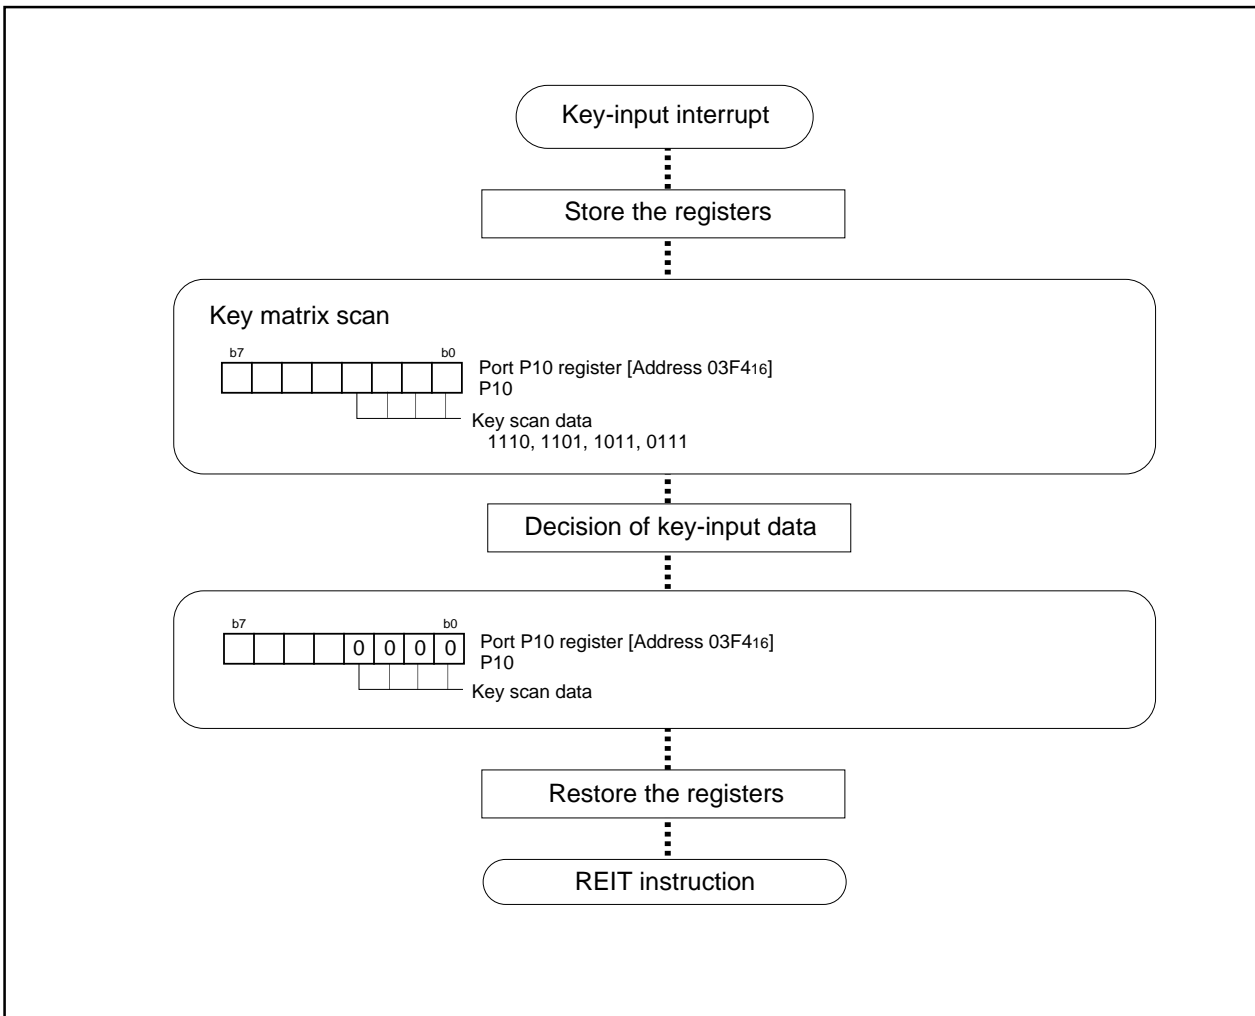 Key-input interrupt
Store the registers
Key matrix scan
b7 b0
Port P10 register [Address 03F416]
P10
Key scan data
1110, 1101, 1011, 0111
Decision of key-input data
b7 b0
0 0 0 0
Port P10 register [Address 03F416]
P10
Key scan data
Restore the registers
REIT instruction